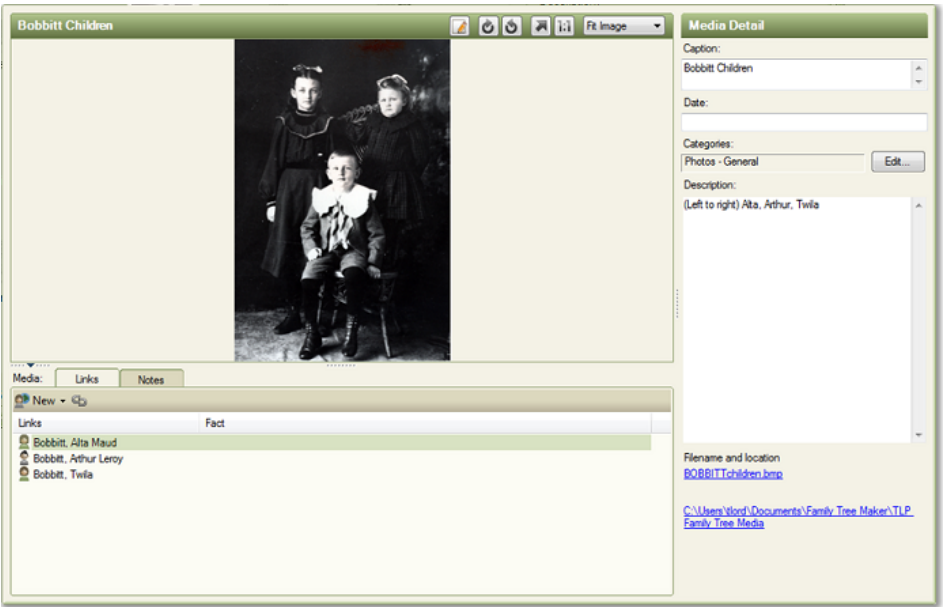 Bobbitt Children
1:1
Fit Image
Media Detail
Caption:
Bobbitt Children
Date:
Categories:
Photos - General
Edit...
Description:
(Left to right) Alta, Arthur, Twila
Media:
Links
Notes
New
Links
Fact
Bobbitt, Alta Maud
Bobbitt, Arthur Leroy
Bobbitt, Twila
Filename and location
BOBBITTchildren.bmp
C:\Users\tlord\Documents\Family Tree Maker\TLP
Family Tree Media